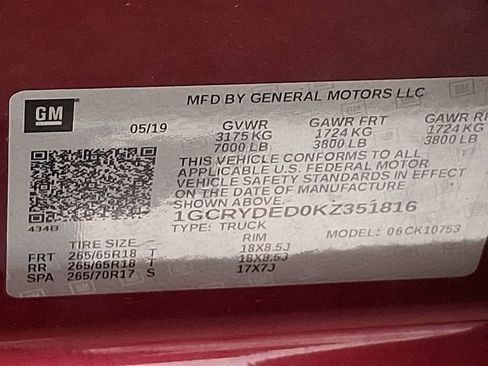 GM
MFD BY GENERAL MOTORS LLC
05/19 GVWR GAWR FRT GAWR RR
3175 KG 1724 KG 1724 KG
7000 LB 3800 LB 3800 LB
THIS VEHICLE CONFORMS TO ALL
APPLICABLE U.S. FEDERAL MOTOR
VEHICLE SAFETY STANDARDS IN EFFECT
ON THE DATE OF MANUFACTURE
SHOWN ABOVE.
434B 1GCRYDED0KZ351816
TYPE: TRUCK MODEL: 06CK10753
TIRE SIZE RIM
FRT 265/65R18 T 18X8.5J
RR 265/65R18 T 18X8.5J
SPA 265/70R17 S 17X7J